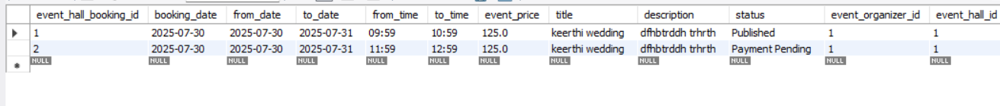 event_hall_booking_id booking_date from_date to_date from_time to_time event_price title description status event_organizer_id event_hall_id
1 2025-07-30 2025-07-30 2025-07-31 09:59 10:59 125.0 keerthi wedding dfhbtrddh trhrth Published 1 1
2 2025-07-30 2025-07-30 2025-07-31 11:59 12:59 125.0 keerthi wedding dfhbtrddh trhrth Payment Pending 1 1
NULL NULL NULL NULL NULL NULL NULL NULL NULL NULL NULL NULL